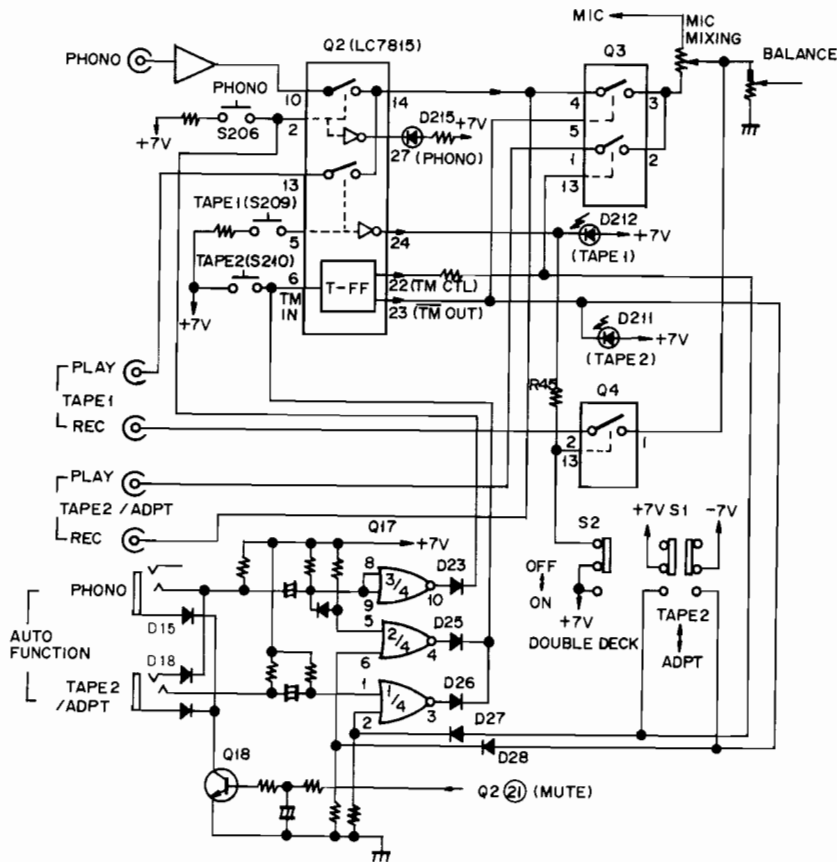 MIC
MIC
MIXING
BALANCE
Q2 (LC7815)
Q3
PHONO
PHONO
10
14
4
3
S206
+7V
2
D215
+7V
27 (PHONO)
5
1
2
13
13
TAPE1(S209)
5
24
D212
+7V
(TAPE 1)
TAPE2(S210)
6
TM
IN
T-FF
22(TM CTL)
23 (TM OUT)
+7V
D211
+7V
(TAPE 2)
PLAY
TAPE1
REC
R45
Q4
2
1
13
PLAY
TAPE2 /ADPT
REC
Q17
+7V
S2
+7V
S1
-7V
OFF
ON
+7V
DOUBLE DECK
TAPE2
ADPT
PHONO
AUTO
FUNCTION
D15
D18
TAPE2
/ADPT
8
3/4
9
10
D23
5
2/4
6
4
D25
1
1/4
2
3
D26
D27
D28
Q18
Q2 21 (MUTE)